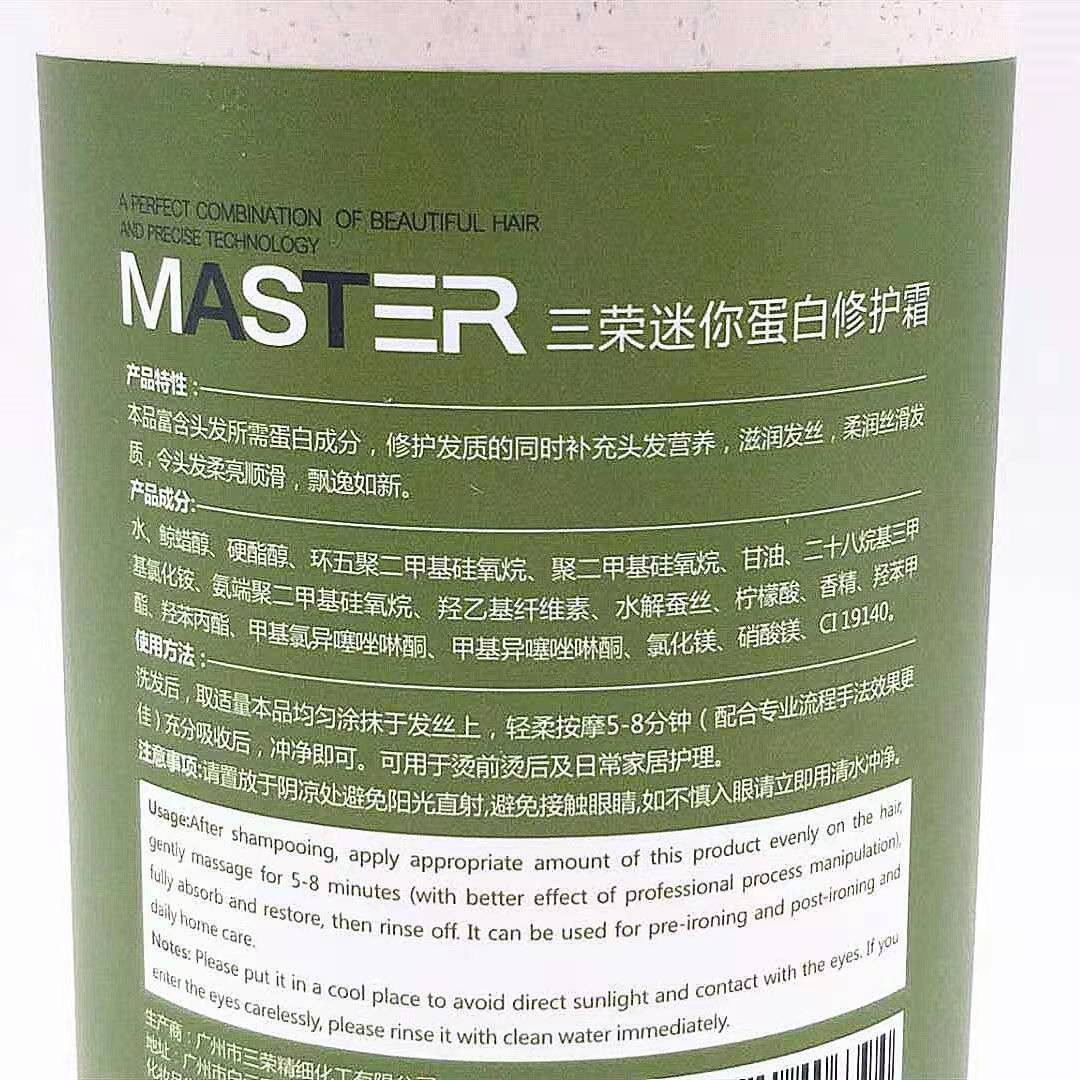 A PERFECT COMBINATION OF BEAUTIFUL HAIR
AND PRECISE TECHNOLOGY
MASTER 三荣迷你蛋白修护霜
产品特性：
本品富含头发所需蛋白成分，修护发质的同时补充头发营养，滋润发丝，柔润丝滑发
质，令头发柔亮顺滑，飘逸如新。
产品成分：
水、鲸蜡醇、硬酯醇、环五聚二甲基硅氧烷、聚二甲基硅氧烷、甘油、二十八烷基三甲
基氯化铵、氨端聚二甲基硅氧烷、羟乙基纤维素、水解蚕丝、柠檬酸、香精、羟苯甲
酯、羟苯丙酯、甲基氯异噻唑啉酮、甲基异噻唑啉酮、氯化镁、硝酸镁、CI 19140。
使用方法：
洗发后，取适量本品均匀涂抹于发丝上，轻柔按摩5-8分钟（配合专业流程手法效果更
佳）充分吸收后，冲净即可。可用于烫前烫后及日常家居护理。
注意事项:请置放于阴凉处避免阳光直射,避免接触眼睛,如不慎入眼请立即用清水冲净。
Usage:After shampooing, apply appropriate amount of this product evenly on the hair,
gently massage for 5-8 minutes (with better effect of professional process manipulation),
fully absorb and restore, then rinse off. It can be used for pre-ironing and post-ironing and
daily home care.
Notes: Please put it in a cool place to avoid direct sunlight and contact with the eyes. If you
enter the eyes carelessly, please rinse it with clean water immediately.
生产商：广州市三荣精细化工有限公司
地址：广州市白云